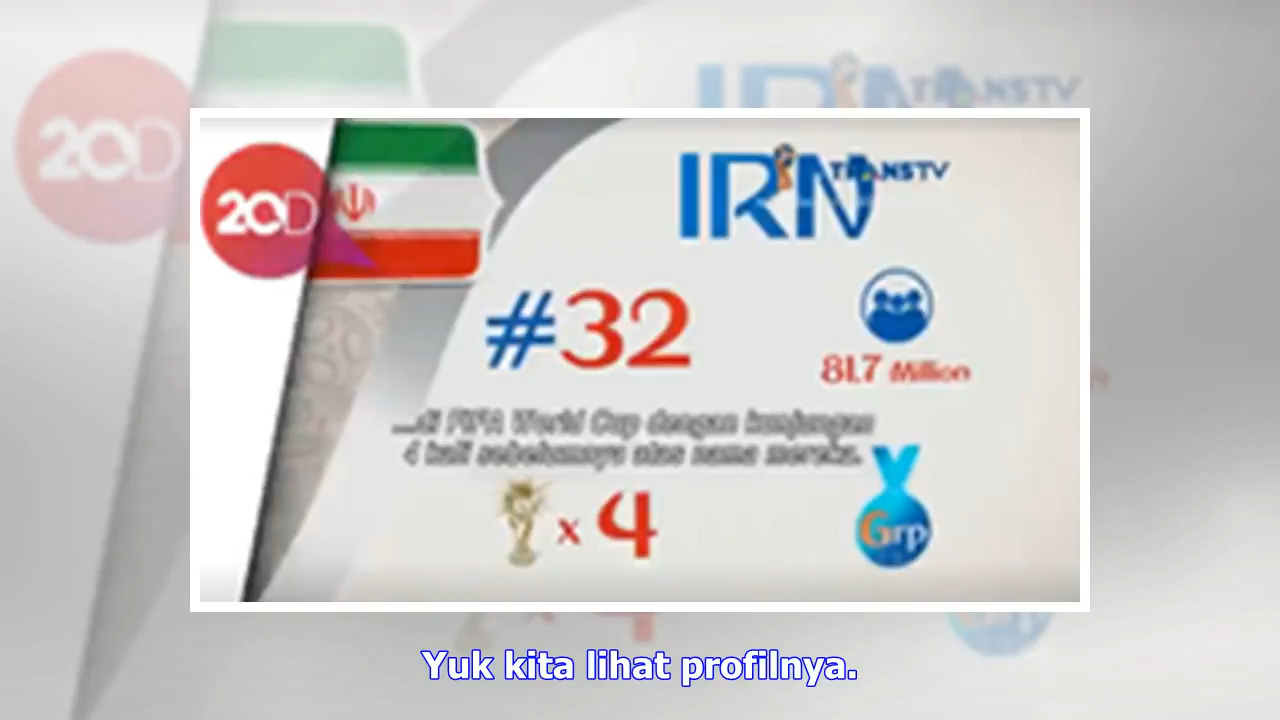 20D
IRN
TRANSTV
#32
81.7 Million
...di FIFA World Cup dengan kunjungan
4 kali sebelumnya atas nama mereka.
x 4
Grp
Yuk kita lihat profilnya.